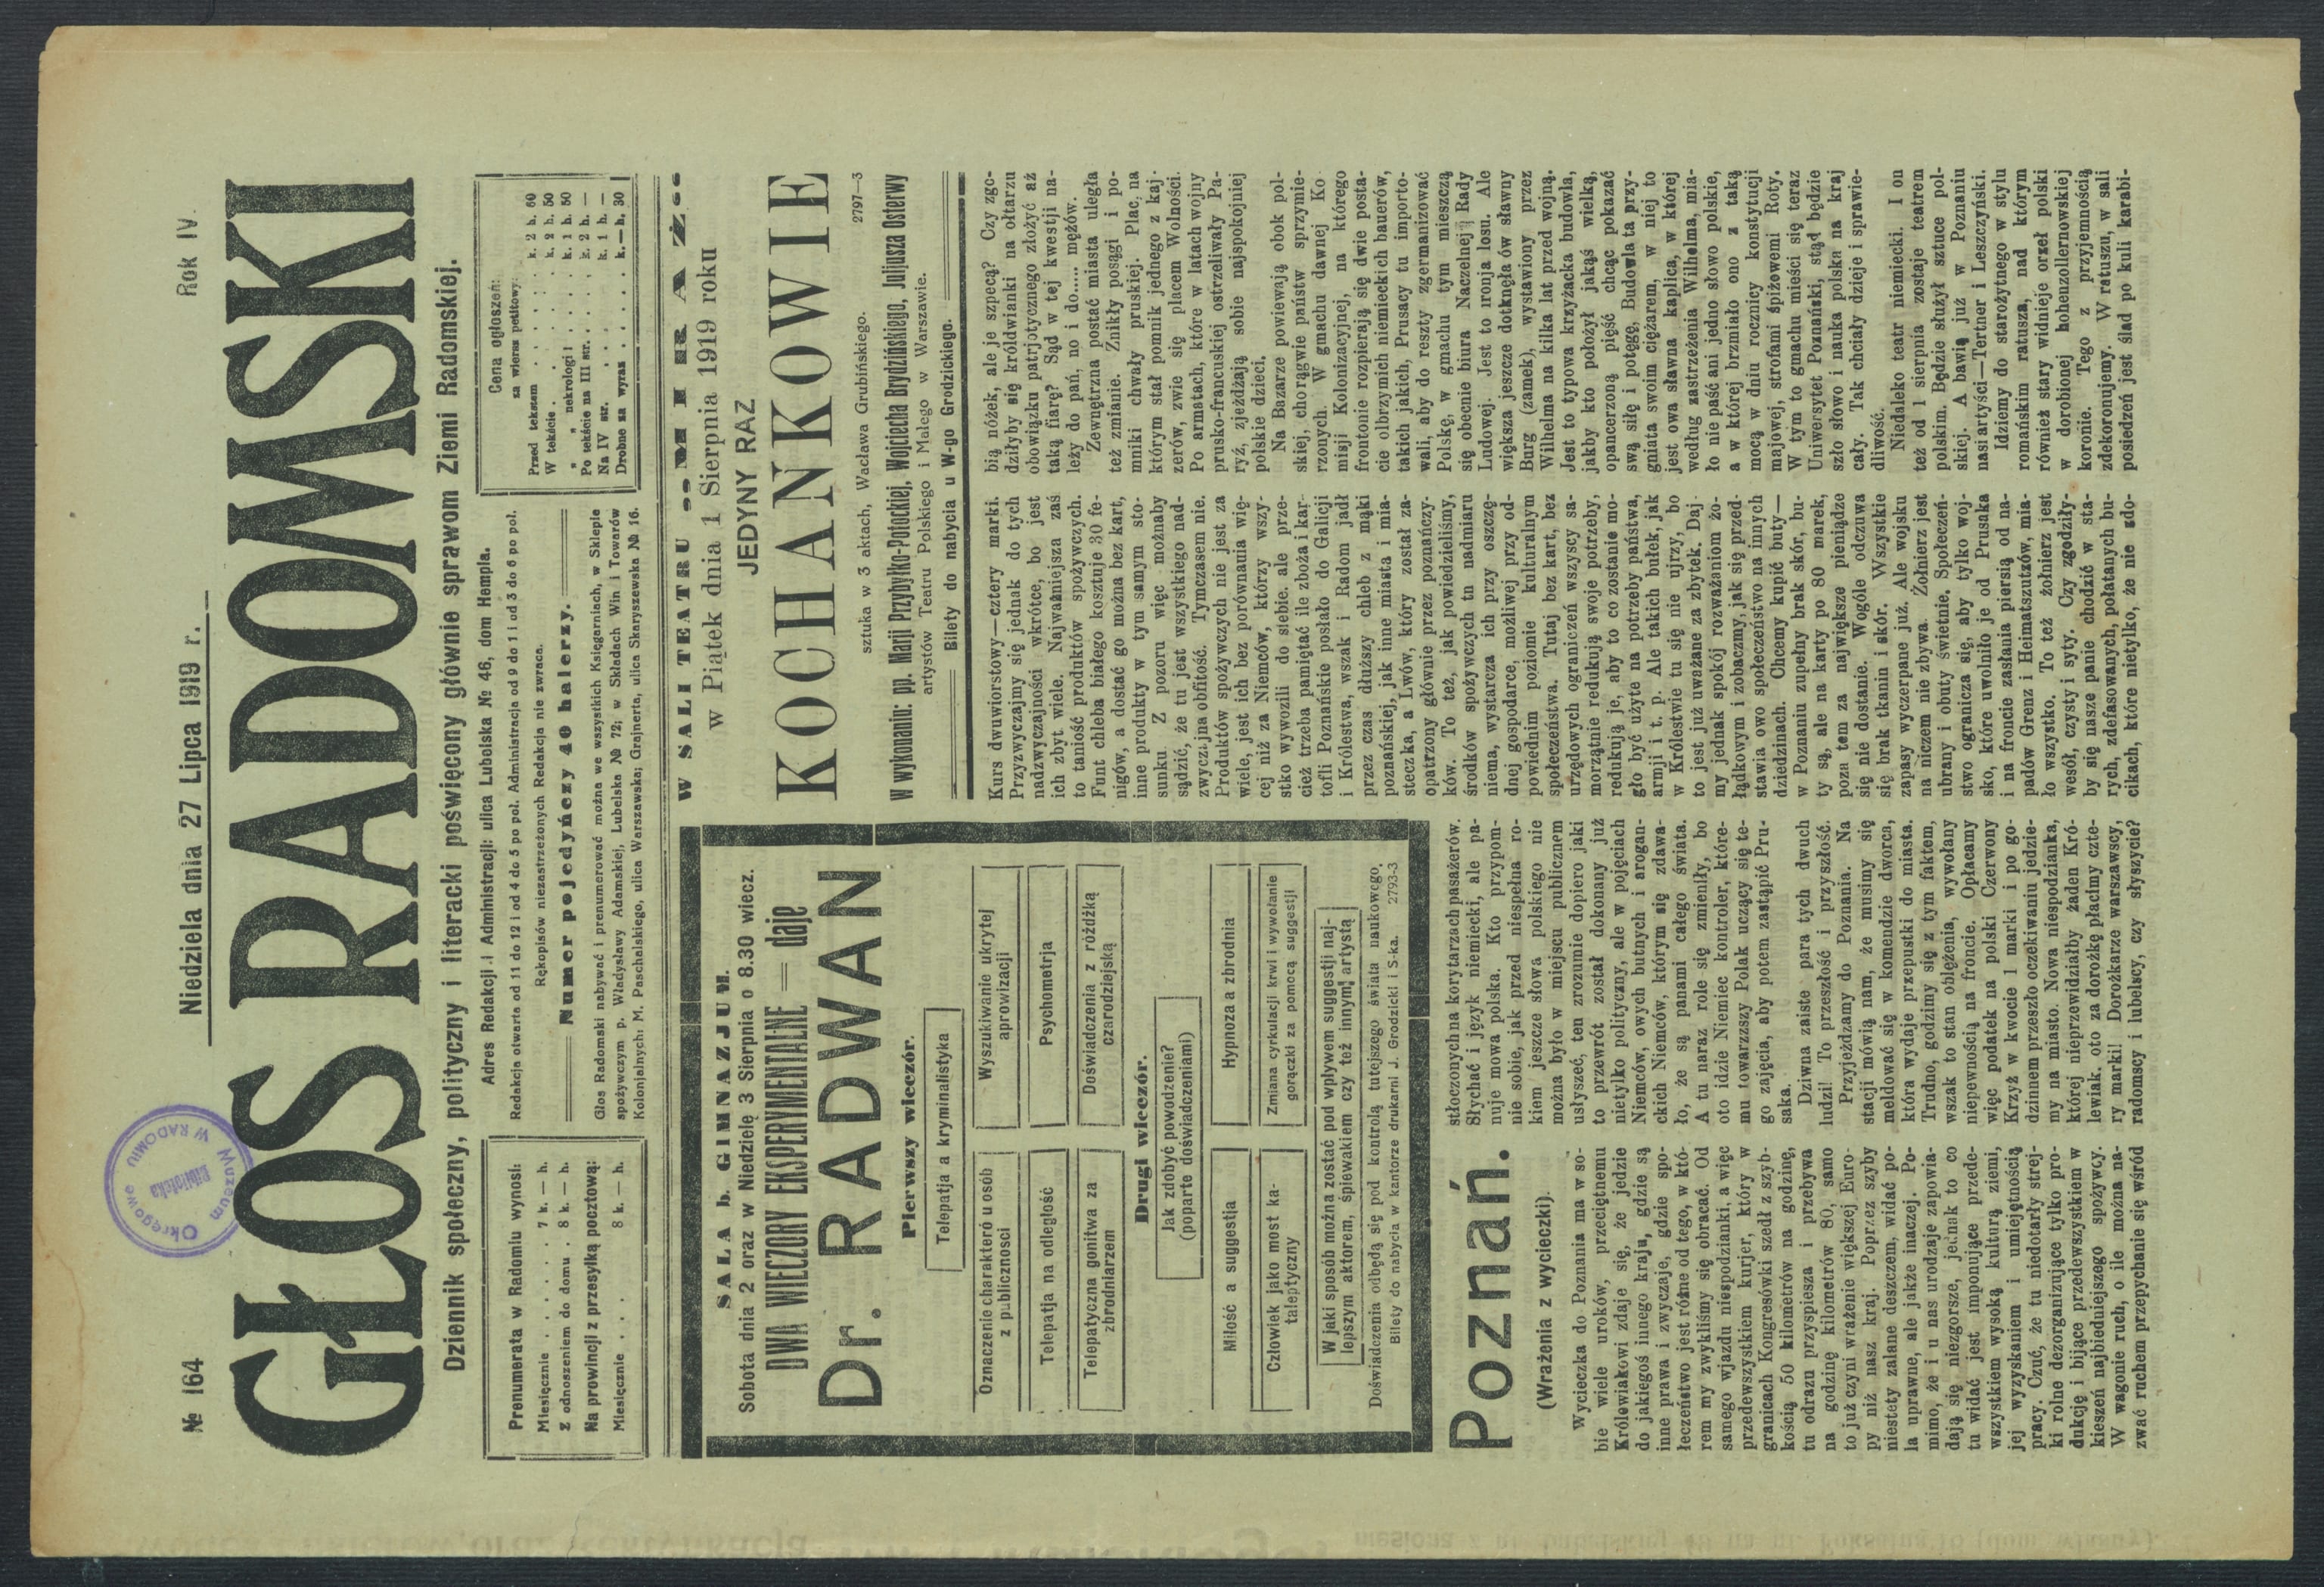 № 164
Niedziela dnia 27 Lipca 1919 r.
Rok IV.
Okręgowe Muzeum
W RADOMIU
Biblioteka
GŁOS RADOMSKI
Dziennik społeczny, polityczny i literacki poświęcony głównie sprawom Ziemi Radomskiej.
Prenumerata w Radomiu wynosi:
Miesięcznie . . . . . 7 k. — h.
Z odnoszeniem do domu . 8 k. — h.
Na prowincji z przesyłką pocztową:
Miesięcznie . . . 8 k. — h.
Adres Redakcji i Administracji: ulica Lubelska № 46, dom Hempla.
Redakcja otwarta od 11 do 12 i od 4 do 5 po poł. Administracja od 9 do 1 i od 3 do 6 po poł.
Rękopisów niezastrzeżonych Redakcja nie zwraca.
Numer pojedyńczy 40 halerzy.
Głos Radomski nabywać i prenumerować można we wszystkich Księgarniach, w Sklepie
spożywczym p. Władysławy Adamskiej, Lubelska № 72; w Składach Win i Towarów
Kolonjalnych: M. Paschalskiego, ulica Warszawska; Grajnerta, ulica Skaryszewska № 16.
Cena ogłoszeń:
za wiersz petitowy:
Przed tekstem . . . . . k. 2 h. 60
W tekście . . . . . k. 2 h. 50
„ „ nekrologi . . . . k. 1 h. 50
Po tekście na III str. . . . k. 2 h. —
Na IV str. . . . . k. 1 h. —
Drobne za wyraz . . . . k. — h. 30
SALA b. GIMNAZJUM.
Sobota dnia 2 oraz w Niedzielę 3 Sierpnia o 8.30 wiecz.
DWA WIECZORY EKSPERYMENTALNE = daje
Dr. RADWAN
Pierwszy wieczór.
Telepatja a kryminalistyka
Oznaczenie charakteró u osób
z publiczności
Wyszukiwanie ukrytej
aprowizacji
Telepatja na odległość
Psychometrja
Telepatyczna gonitwa za
zbrodniarzem
Doświadczenia z różdżką
czarodziejską
Drugi wieczór.
Jak zdobyć powodzenie?
(poparte doświadczeniami)
Miłość a suggestja
Hypnoza a zbrodnia
Człowiek jako most ka-
taleptyczny
Zmiana cyrkulacji krwi i wywołanie
gorączki za pomocą suggestji
W jaki sposób można zostać pod wpływem suggestji naj-
lepszym aktorem, śpiewakiem czy też innym artystą
Doświadczenia odbędą się pod kontrolą tutejszego świata naukowego.
Bilety do nabycia w kantorze drukarni J. Grodzicki i S-ka. 2793-3
W SALI TEATRU
w Piątek dnia 1 Sierpnia 1919 roku
JEDYNY RAZ
KOCHANKOWIE
sztuka w 3 aktach, Wacława Grubińskiego. 2797—3
W wykonaniu: pp. Marji Przybyłko-Potockiej, Wojciecha Brydzińskiego, Juljusza Osterwy
artystów Teatru Polskiego i Małego w Warszawie.
Bilety do nabycia u W-go Grodzickiego.
Poznań.
(Wrażenia z wycieczki).
Wycieczka do Poznania ma w so-
bie wiele uroków, przeciętnemu
Królewiakowi zdaje się, że jedzie
do jakiegoś innego kraju, gdzie są
inne prawa i zwyczaje, gdzie spo-
łeczeństwo jest różne od tego, w któ-
rem my zwykliśmy się obracać. Od
samego wjazdu niespodzianki, a więc
przedewszystkiem kurjer, który w
granicach Kongresówki szedł z szyb-
kością 50 kilometrów na godzinę,
tu odrazu przyspiesza i przebywa
na godzinę kilometrów 80, samo
to już czyni wrażenie większej Euro-
py niż nasz kraj. Poprzez szyby
niestety zalane deszczem, widać po-
la uprawne, ale jakże inaczej. Po-
mimo, że i u nas urodzaje zapowia-
dają się niezgorsze, jednak to co
tu widać jest imponujące przede-
wszystkiem wysoką kulturą ziemi,
jej wyzyskaniem i umiejętnością
pracy. Czuć, że tu niedotarły strej-
ki rolne dezorganizujące tylko pro-
dukcję i bijące przedewszystkiem w
kieszeń najbiedniejszego spożywcy.
W wagonie ruch, o ile można na-
zwać ruchem przepychanie się wśród
stłoczonych na korytarzach pasażerów.
Słychać i język niemiecki, ale pa-
nuje mowa polska. Kto przypom-
nie sobie, jak przed niespełna ro-
kiem jeszcze słowa polskiego nie
można było w miejscu publicznem
usłyszeć, ten zrozumie dopiero jaki
to przewrót został dokonany już
nietylko polityczny, ale w pojęciach
Niemców, owych butnych i arogan-
ckich Niemców, którym się zdawa-
ło, że są panami całego świata.
A tu naraz role się zmieniły, bo
oto idzie Niemiec kontroler, które-
mu towarzszy Polak uczący się te-
go zajęcia, aby potem zastąpić Pru-
saka.
Dziwna zaiste para tych dwuch
ludzi! To przeszłość i przyszłość.
Przyjeżdzamy do Poznania. Na
stacji mówią nam, że musimy się
meldować się w komendzie dworca,
która wydaje przepustki do miasta.
Trudno, godzimy się z tym faktem,
wszak to stan oblężenia, wywołany
niepewnością na froncie. Opłacamy
więc podatek na polski Czerwony
Krzyż w kwocie 1 marki i po go-
dzinnem przeszło oczekiwaniu jedzie-
my na miasto. Nowa niespodzianka,
której nieprzewidziałby żaden Kró-
lewiak, oto za dorożkę płacimy czte-
ry marki! Dorożkarze warszawscy,
radomscy i lubelscy, czy słyszycie?
Kurs dwuwiorstowy—cztery marki.
Przyzwyczajmy się jednak do tych
nadzwyczajności wkrótce, bo jest
ich zbyt wiele. Najważniejsza zaś
to taniość produktów spożywczych.
Funt chleba białego kosztuje 30 fe-
nigów, a dostać go można bez kart,
inne produkty w tym samym sto-
sunku. Z pozoru więc możnaby
sądzić, że tu jest wszystkiego nad-
zwyczajna obfitość. Tymczasem nie.
Produktów spożywczych nie jest za
wiele, jest ich bez porównania wię-
cej niż za Niemców, którzy wszy-
stko wywozili do siebie. ale prze-
cież trzeba pamiętać ile zboża i kar-
tofli Poznańskie posłało do Galicji
i Królestwa, wszak i Radom jadł
przez czas dłuższy chleb z mąki
poznańskiej, jak inne miasta i mia-
steczka, a Lwów, który został za-
opatrzony głównie przez poznańczy-
ków. To też, jak powiedzieliśmy,
środków spożywczych tu nadmiaru
niema, wystarcza ich przy oszczę-
dnej gospodarce, możliwej przy od-
powiednim poziomie kulturalnym
społeczeństwa. Tutaj bez kart, bez
urzędowych ograniczeń wszyscy sa-
morzątnie redukują swoje potrzeby,
redukują je, aby to co zostanie mo-
gło być użyte na potrzeby państwa,
armji i t. p. Ale takich bułek, jak
w Królestwie tu się nie ujrzy, bo
to jest już uważane za zbytek. Daj-
my jednak spokój rozważaniom żo-
łądkowym i zobaczmy, jak się przed-
stawia owo społeczeństwo na innych
dziedzinach. Chcemy kupić buty—
w Poznaniu zupełny brak skór, bu-
ty są, ale na karty po 80 marek,
poza tem za największe pieniądze
się nie dostanie. Wogóle odczuwa
się brak tkanin i skór. Wszystkie
zapasy wyczerpane już. Ale wojsku
na niczem nie zbywa. Żołnierz jest
ubrany i obuty świetnie. Społeczeń-
stwo ogranicza się, aby tylko woj-
sko, które uwolniło je od Prusaka
i na froncie zasłania piersią od na-
padów Grenz i Heimatszutzów, mia-
ło wszystko. To też żołnierz jest
wesół, czysty i syty. Czy zgodziły-
by się nasze panie chodzić w sta-
rych, zdefasowanych, połatanych bu-
cikach, które nietylko, że nie zdo-
bią nóżek, ale je szpecą? Czy zgo-
dziłyby się króldwianki na ołtarzu
obowiązku patrjotycznego złożyć aż
taką fiarę? Sąd w tej kwestji na-
leży do pań, no i do..... mężów.
Zewnętrzna postać miasta uległa
też zmianie. Znikły posągi i po-
mniki chwały pruskiej. Plac, na
którym stał pomnik jednego z kaj-
zerów, zwie się placem Wolności.
Po armatach, które w latach wojny
prusko-francuskiej ostrzeliwały Pa-
ryż, zjeżdżają sobie najspokojniej
polskie dzieci.
Na Bazarze powiewają obok pol-
skiej, chorągwie państw sprzymie-
rzonych. W gmachu dawnej Ko-
misji Kolonizacyjnej, na którego
frontonie rozpierają się dwie posta-
cie olbrzymich niemieckich bauerów,
takich jakich, Prusacy tu importo-
wali, aby do reszty zgermanizować
Polskę, w gmachu tym mieszczą
się obecnie biura Naczelnej Rady
Ludowej. Jest to ironja losu. Ale
większa jeszcze dotknęła ów sławny
Burg (zamek), wystawiony przez
Wilhelma na kilka lat przed wojną.
Jest to typowa krzyżacka budowla,
jakby kto położył jakąś wielką,
opancerzoną pięść chcąc pokazać
swą siłę i potęgę. Budowla ta przy-
gniata swoim ciężarem, w niej to
jest owa sławna kaplica, w której
według zastrzeżenia Wilhelma, mia-
ło nie paść ani jedno słowo polskie,
a w której brzmiało ono z taką
mocą w dniu rocznicy konstytucji
majowej, strofami śpiżowemi Roty.
W tym to gmachu mieści się teraz
Uniwersytet Poznański, stąd będzie
szło słowo i nauka polska na kraj
cały. Tak chciały dzieje i sprawie-
dliwość.
Niedaleko teatr niemiecki. I on
też od 1 sierpnia zostaje teatrem
polskim. Będzie służył sztuce pol-
skiej. A bawią już w Poznaniu
nasi artyści—Tertner i Leszczyński.
Idziemy do starożytnego w stylu
romańskim ratusza, nad którym
również stary widnieje orzeł polski
w dorobionej hohenzollernowskiej
koronie. Tego z przyjemnością
zdekoronujemy. W ratuszu, w sali
posiedzeń jest ślad po kuli karabi-